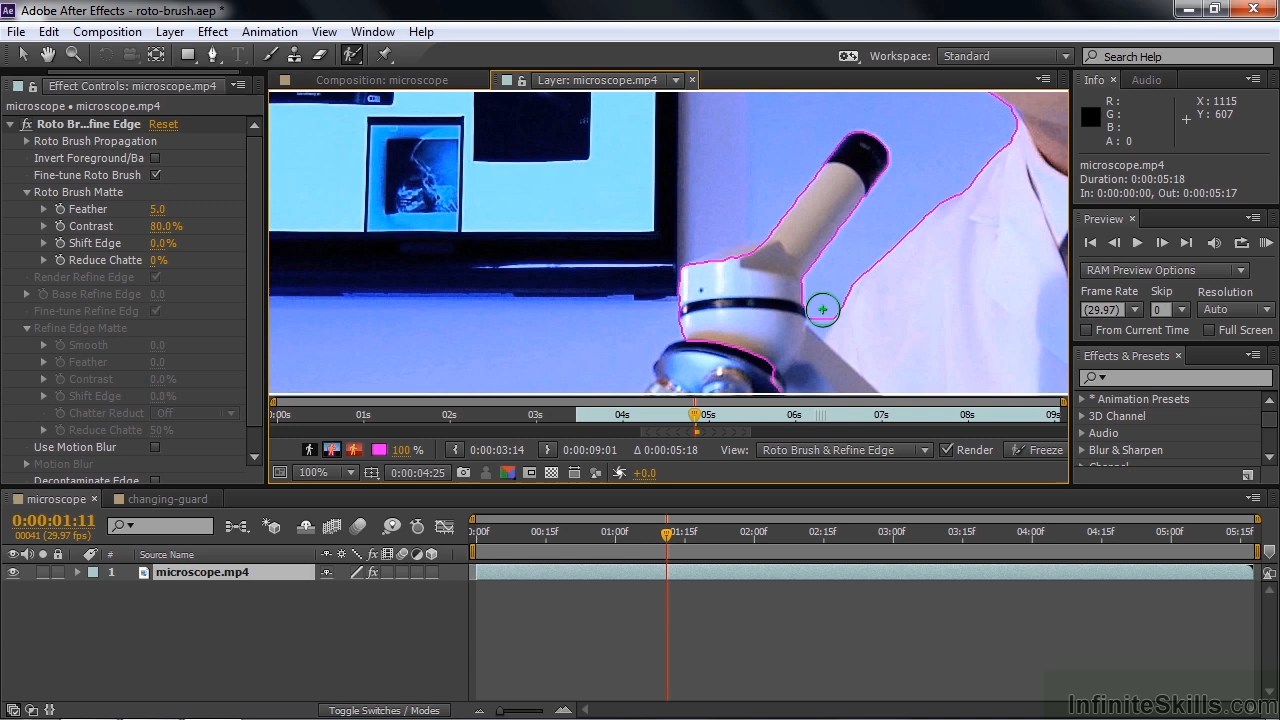 Ae Adobe After Effects - roto-brush.aep *
File Edit Composition Layer Effect Animation View Window Help
Workspace: Standard Search Help
Effect Controls: microscope.mp4
Composition: microscope
Layer: microscope.mp4
Info Audio
microscope • microscope.mp4
fx Roto Br...fine Edge Reset
Roto Brush Propagation
Invert Foreground/Ba
Fine-tune Roto Brush
Roto Brush Matte
Feather 5.0
Contrast 80.0%
Shift Edge 0.0%
Reduce Chatte 0%
Render Refine Edge
Base Refine Edge 0.0
Fine-tune Refine Ed
Refine Edge Matte
Smooth 0.0
Feather 0.0
Contrast 0.0%
Shift Edge 0.0%
Chatter Reduct Off
Reduce Chatte 50%
Use Motion Blur
Motion Blur
Decontaminate Edge
R :
G :
B :
A : 0
X : 1115
Y : 607
microscope.mp4
Duration: 0:00:05:18
In: 0:00:00:00, Out: 0:00:05:17
Preview
RAM Preview Options
Frame Rate Skip Resolution
(29.97) 0 Auto
From Current Time Full Screen
Effects & Presets
* Animation Presets
3D Channel
Audio
Blur & Sharpen
Channel
0:00s 01s 02s 03s 04s 05s 06s 07s 08s 09s
100 % 0:00:03:14 0:00:09:01 Δ 0:00:05:18 View: Roto Brush & Refine Edge Render Freeze
100% 0:00:04:25 +0.0
microscope changing-guard
0:00:01:11
00041 (29.97 fps)
:00f 00:15f 01:00f 01:15f 02:00f 02:15f 03:00f 03:15f 04:00f 04:15f 05:00f 05:15f
# Source Name fx
1 microscope.mp4 fx
Toggle Switches / Modes
InfiniteSkills.com